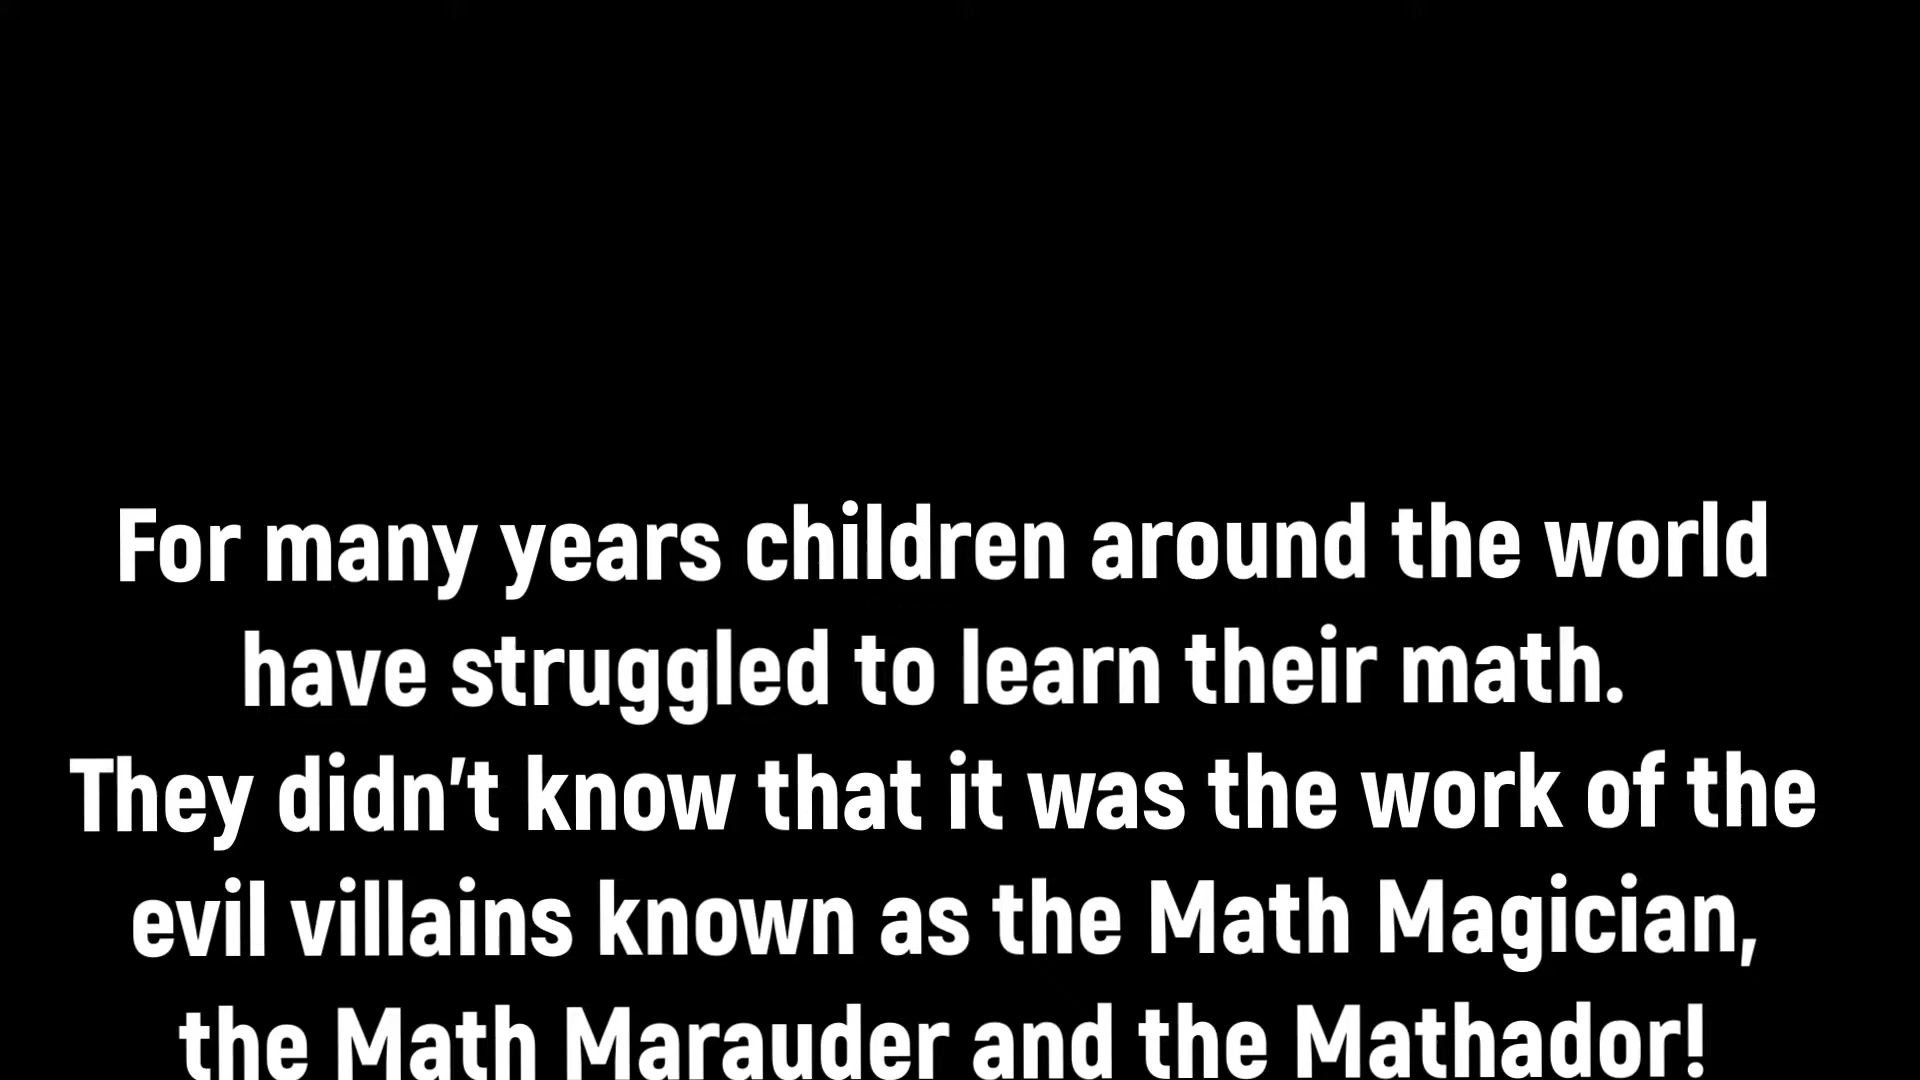 For many years children around the world
have struggled to learn their math.
They didn’t know that it was the work of the
evil villains known as the Math Magician,
the Math Marauder and the Mathador!